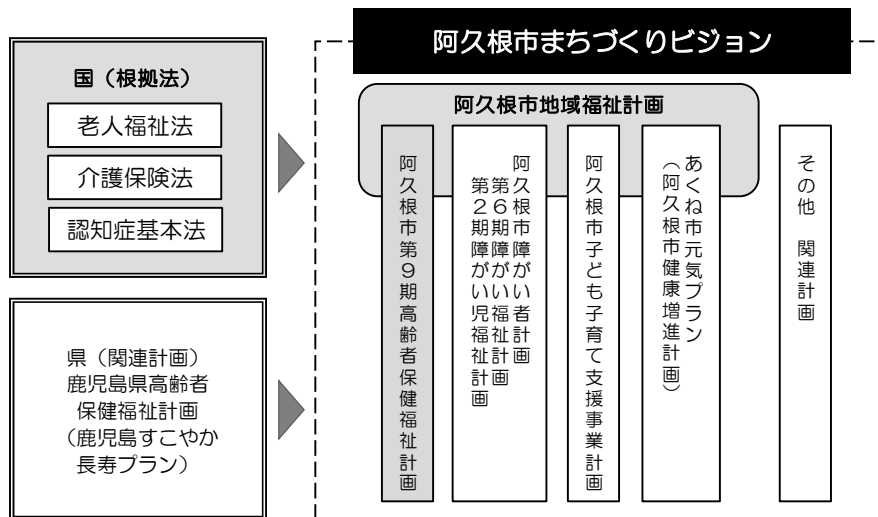 阿久根市まちづくりビジョン
国（根拠法）
老人福祉法
介護保険法
認知症基本法
県（関連計画）
鹿児島県高齢者
保健福祉計画
（鹿児島すこやか
長寿プラン）
阿久根市地域福祉計画
阿久根市第９期高齢者保健福祉計画
阿久根市障がい者計画
第６期障がい福祉計画
第２期障がい児福祉計画
阿久根市子ども子育て支援事業計画
あくね市元気プラン
（阿久根市健康増進計画）
その他　関連計画